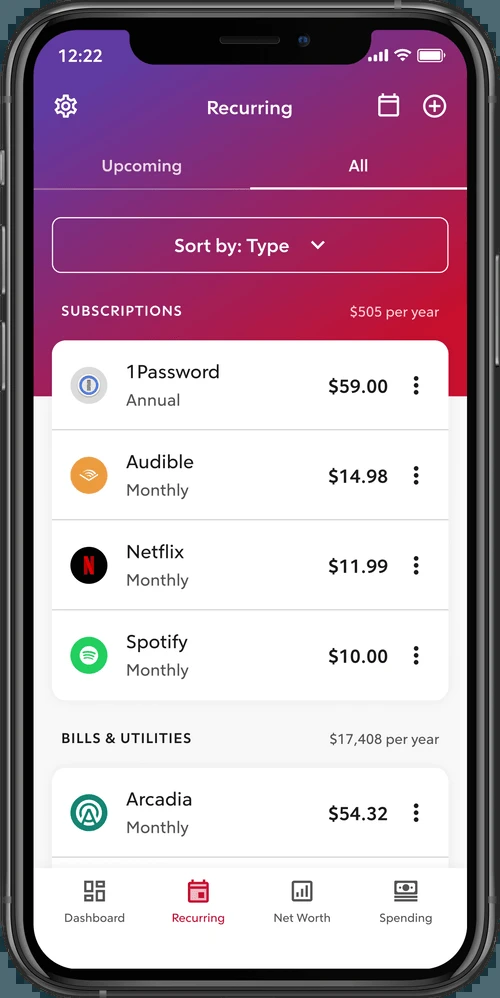 12:22
Recurring
Upcoming All
Sort by: Type
SUBSCRIPTIONS $505 per year
1Password
Annual
$59.00
Audible
Monthly
$14.98
Netflix
Monthly
$11.99
N
Spotify
Monthly
$10.00
BILLS & UTILITIES $17,408 per year
Arcadia
Monthly
$54.32
Dashboard Recurring Net Worth Spending